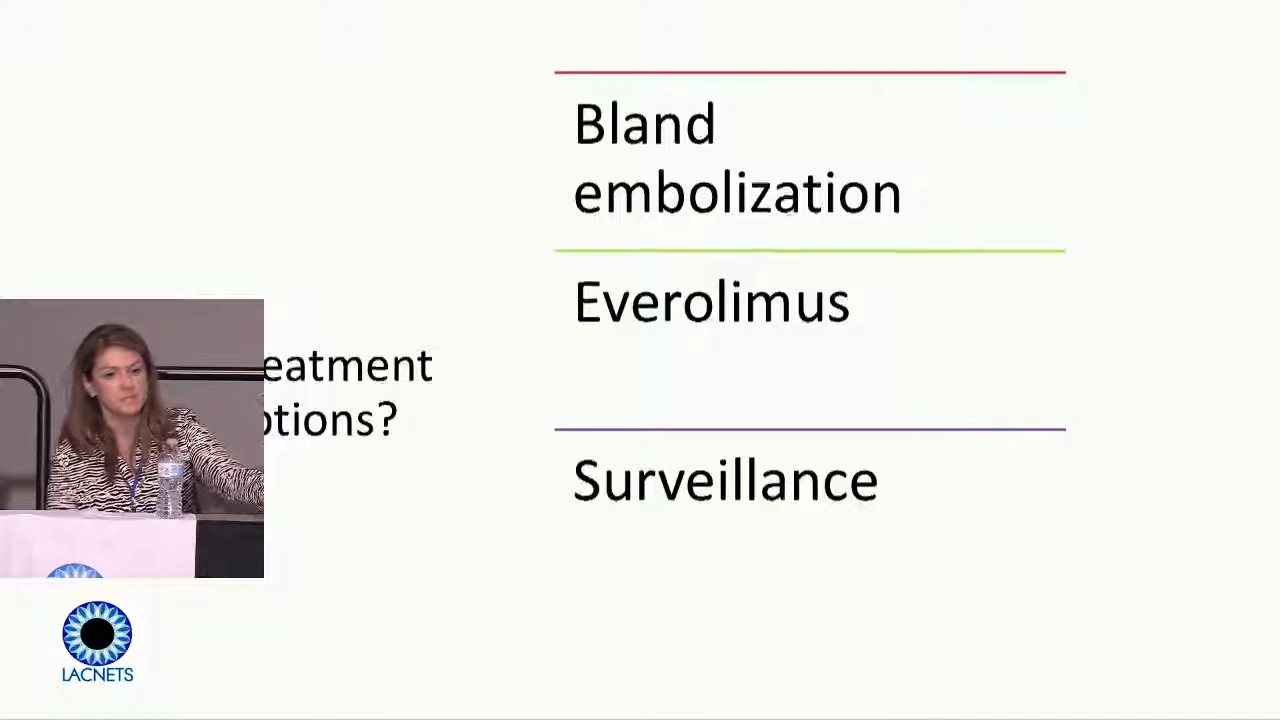 Bland
embolization
Everolimus
eatment
ptions?
Surveillance
LACNETS